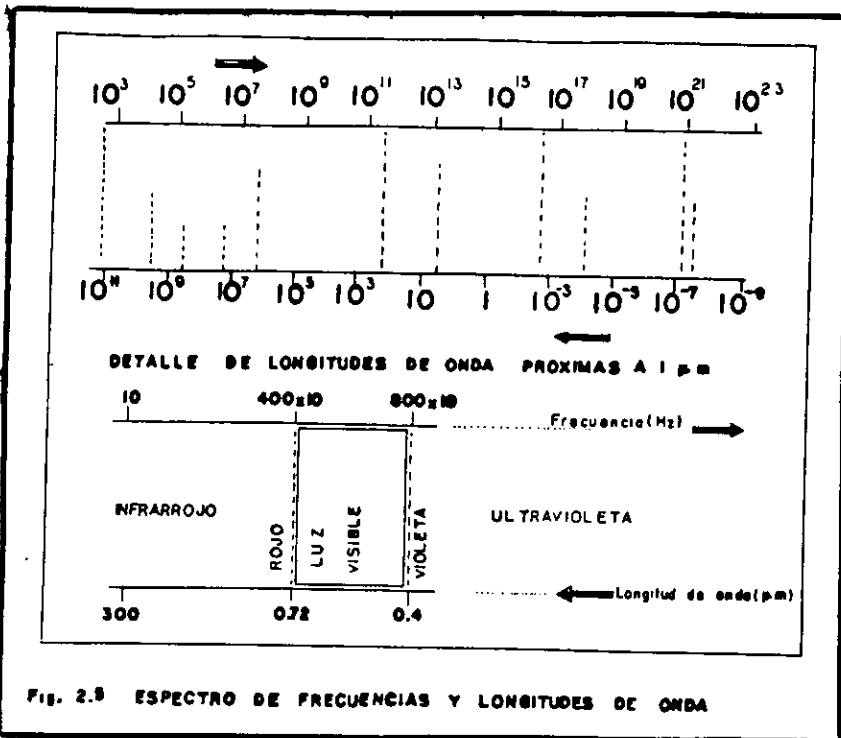 10³ 10⁵ 10⁷ 10⁹ 10¹¹ 10¹³ 10¹⁵ 10¹⁷ 10¹⁹ 10²¹ 10²³
10¹¹ 10⁹ 10⁷ 10⁵ 10³ 10 1 10⁻³ 10⁻⁵ 10⁻⁷ 10⁻⁹
DETALLE DE LONGITUDES DE ONDA PROXIMAS A 1 µm
10 400x10 800x10
Frecuencia(Hz)
INFRARROJO
ROJO
LUZ
VISIBLE
VIOLETA
ULTRAVIOLETA
Longitud de onda(µm)
300 0.72 0.4
Fig. 2.5 ESPECTRO DE FRECUENCIAS Y LONGITUDES DE ONDA